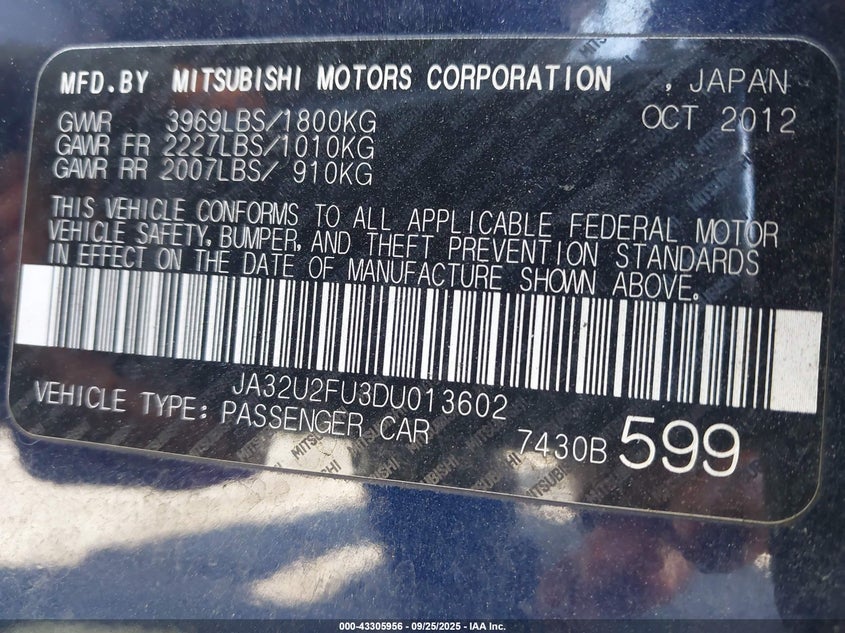 MFD.BY MITSUBISHI MOTORS CORPORATION , JAPAN
GVWR 3969LBS/1800KG OCT 2012
GAWR FR 2227LBS/1010KG
GAWR RR 2007LBS/ 910KG
THIS VEHICLE CONFORMS TO ALL APPLICABLE FEDERAL MOTOR
VEHICLE SAFETY, BUMPER, AND THEFT PREVENTION STANDARDS
IN EFFECT ON THE DATE OF MANUFACTURE SHOWN ABOVE.
JA32U2FU3DU013602
VEHICLE TYPE: PASSENGER CAR 7430B 599
000-43305956 - 09/25/2025 - IAA Inc.